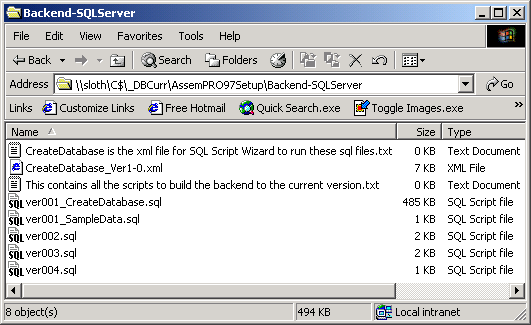 Backend-SQLServer
File Edit View Favorites Tools Help
Back Search Folders
Address \\sloth\C$\_DBCurr\AssemPRO97Setup\Backend-SQLServer Go
Links Customize Links Free Hotmail Quick Search.exe Toggle Images.exe
Name Size Type
CreateDatabase is the xml file for SQL Script Wizard to run these sql files.txt 0 KB Text Document
CreateDatabase_Ver1-0.xml 7 KB XML File
This contains all the scripts to build the backend to the current version.txt 0 KB Text Document
SQL ver001_CreateDatabase.sql 485 KB SQL Script file
SQL ver001_SampleData.sql 1 KB SQL Script file
SQL ver002.sql 2 KB SQL Script file
SQL ver003.sql 2 KB SQL Script file
SQL ver004.sql 1 KB SQL Script file
8 object(s) 494 KB Local intranet